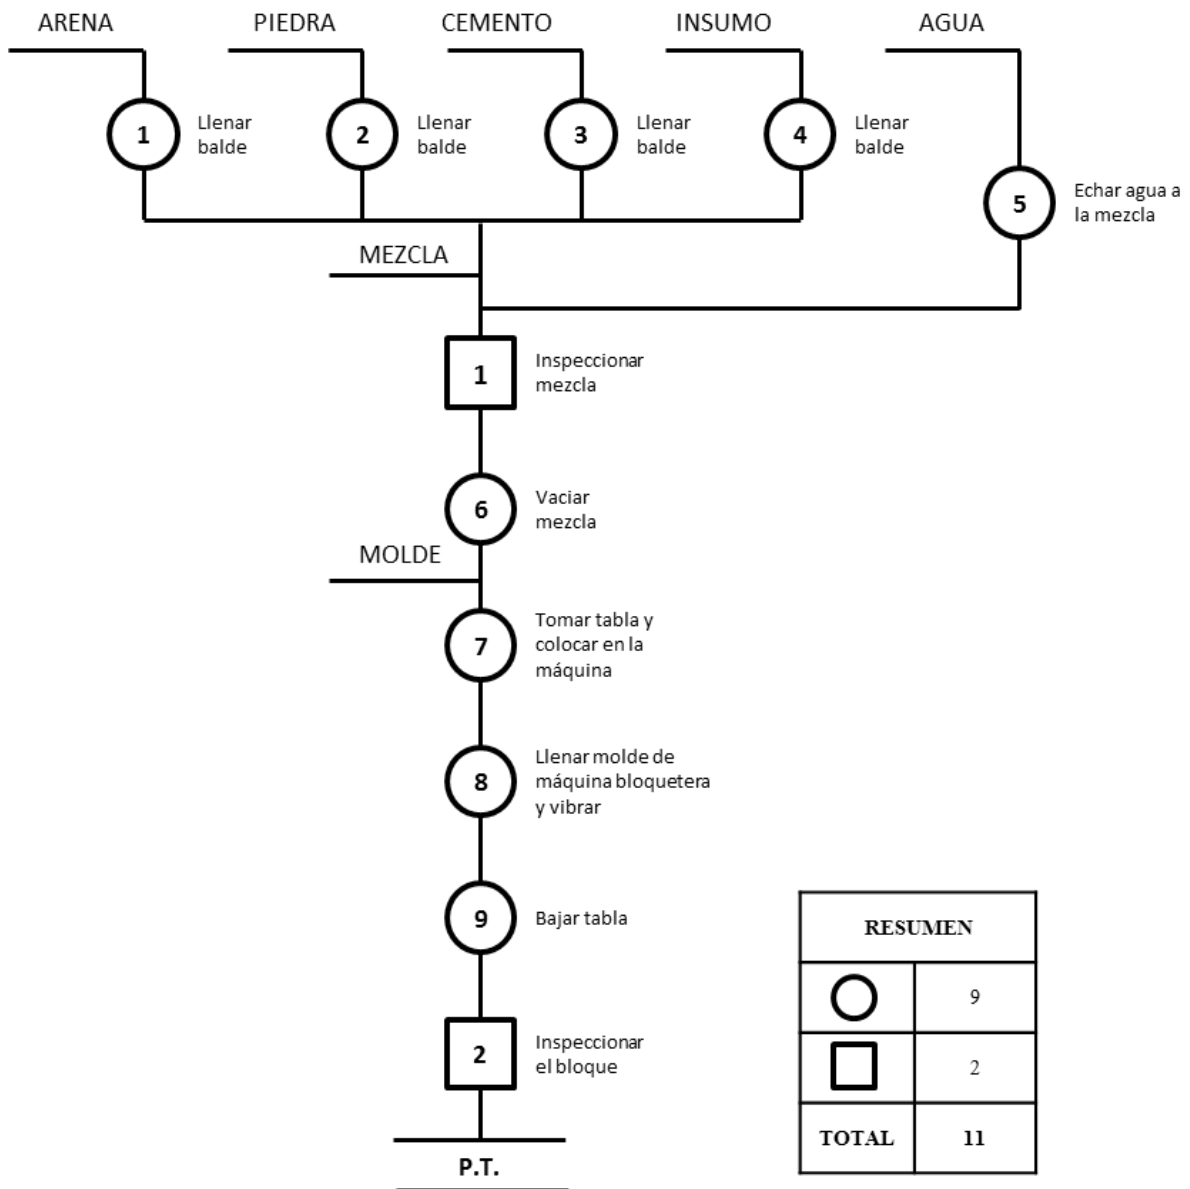 ARENA
PIEDRA
CEMENTO
INSUMO
AGUA
1
Llenar
balde
2
Llenar
balde
3
Llenar
balde
4
Llenar
balde
5
Echar agua a
la mezcla
MEZCLA
1
Inspeccionar
mezcla
6
Vaciar
mezcla
MOLDE
7
Tomar tabla y
colocar en la
máquina
8
Llenar molde de
máquina bloquetera
y vibrar
9
Bajar tabla
2
Inspeccionar
el bloque
P.T.
RESUMEN
9
2
TOTAL 11